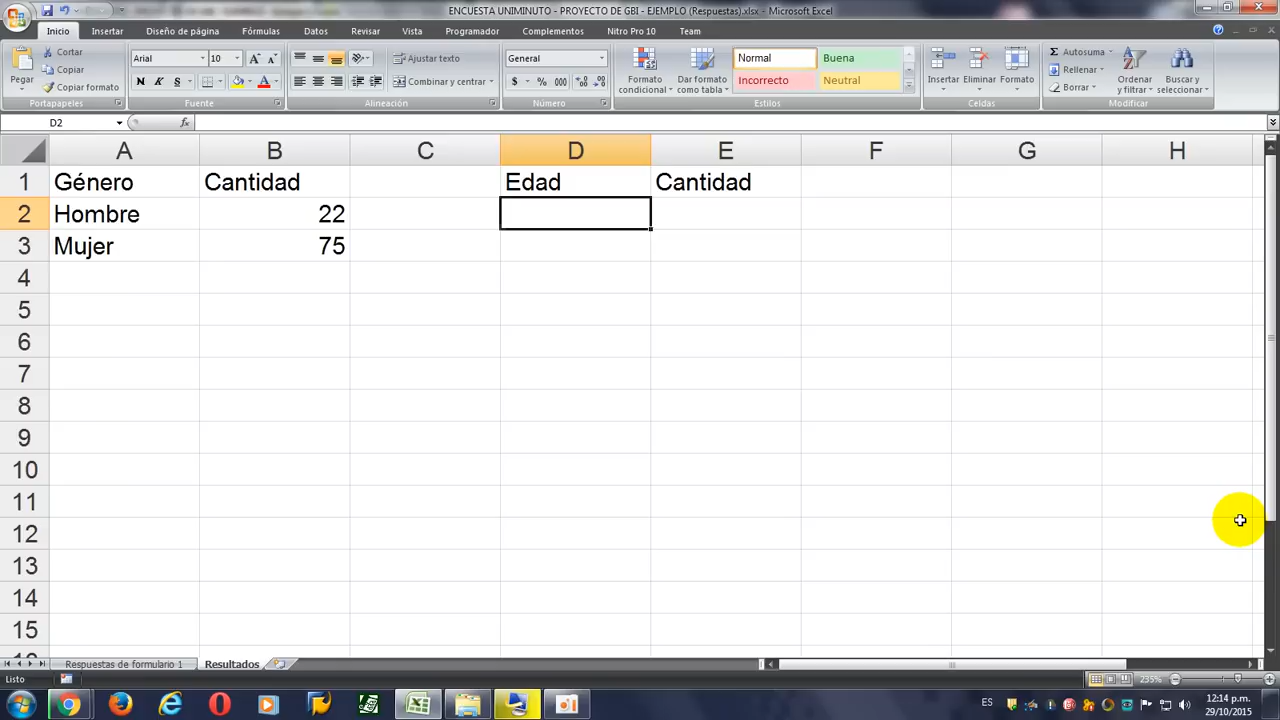 ENCUESTA UNIMINUTO - PROYECTO DE GBI - EJEMPLO (Respuestas).xlsx - Microsoft Excel
Inicio Insertar Diseño de página Fórmulas Datos Revisar Vista Programador Complementos Nitro Pro 10 Team
Pegar
Cortar
Copiar
Copiar formato
Portapapeles
Arial 10
N K S
Fuente
Ajustar texto
Combinar y centrar
Alineación
General
$ % 000
Número
Formato condicional
Dar formato como tabla
Normal Buena
Incorrecto Neutral
Estilos
Insertar Eliminar Formato
Celdas
Autosuma
Rellenar
Borrar
Ordenar y filtrar
Buscar y seleccionar
Modificar
D2 fx
A B C D E F G H
1 Género Cantidad Edad Cantidad
2 Hombre 22
3 Mujer 75
4
5
6
7
8
9
10
11
12
13
14
15
Respuestas de formulario 1 Resultados
Listo 235%
ES 12:14 p.m.
29/10/2015